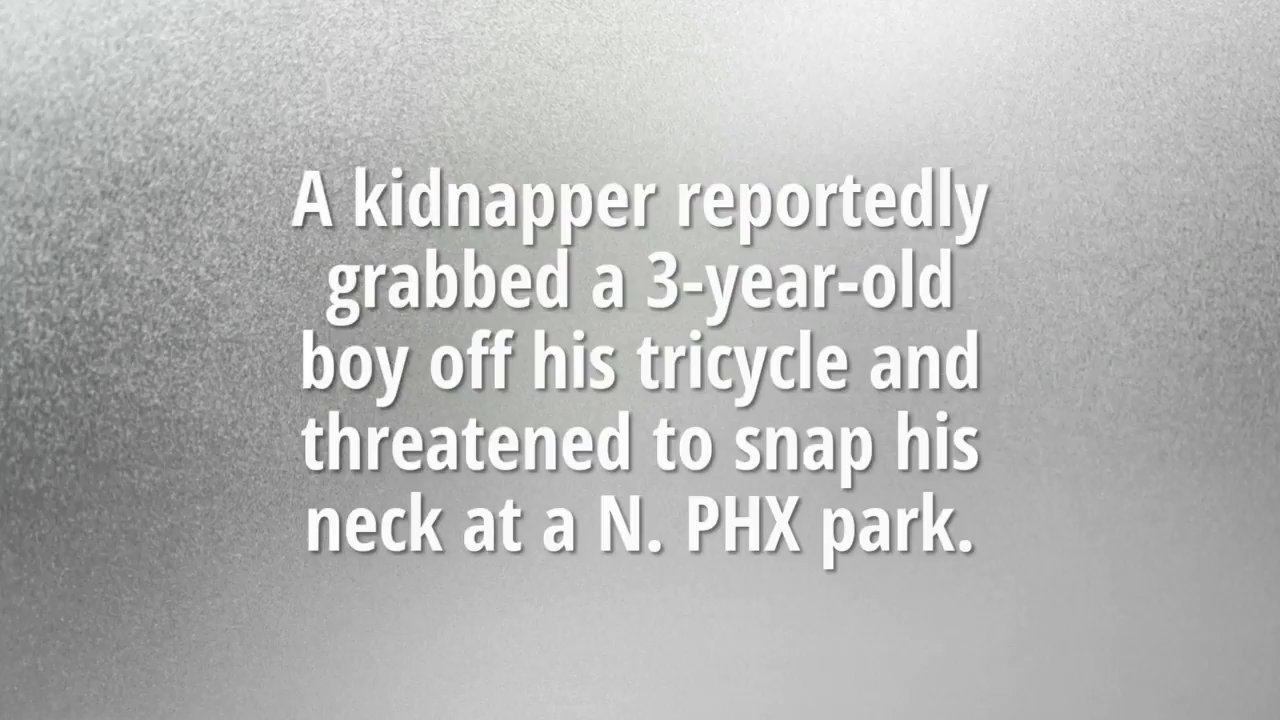 A kidnapper reportedly
grabbed a 3-year-old
boy off his tricycle and
threatened to snap his
neck at a N. PHX park.